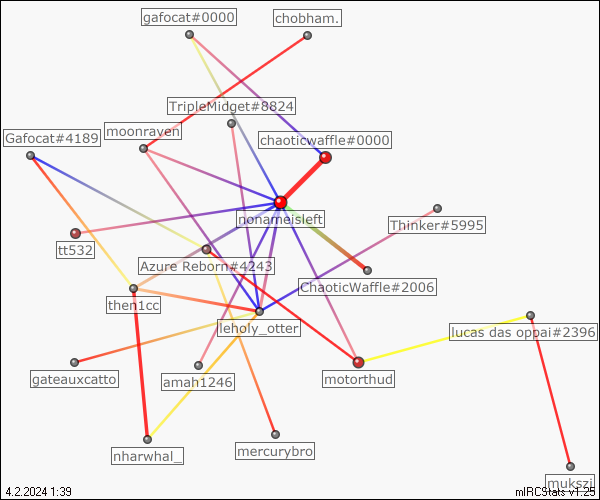 gafocat#0000
chobham.
TripleMidget#8824
moonraven
Gafocat#4189
chaoticwaffle#0000
nonameisleft
Thinker#5995
tt532
Azure Reborn#4243
ChaoticWaffle#2006
then1cc
leholy_otter
lucas das oppai#2396
gateauxcatto
amah1246
motorthud
mercurybro
nharwhal_
mukszi
4.2.2024 1:39
mIRCStats v1.25